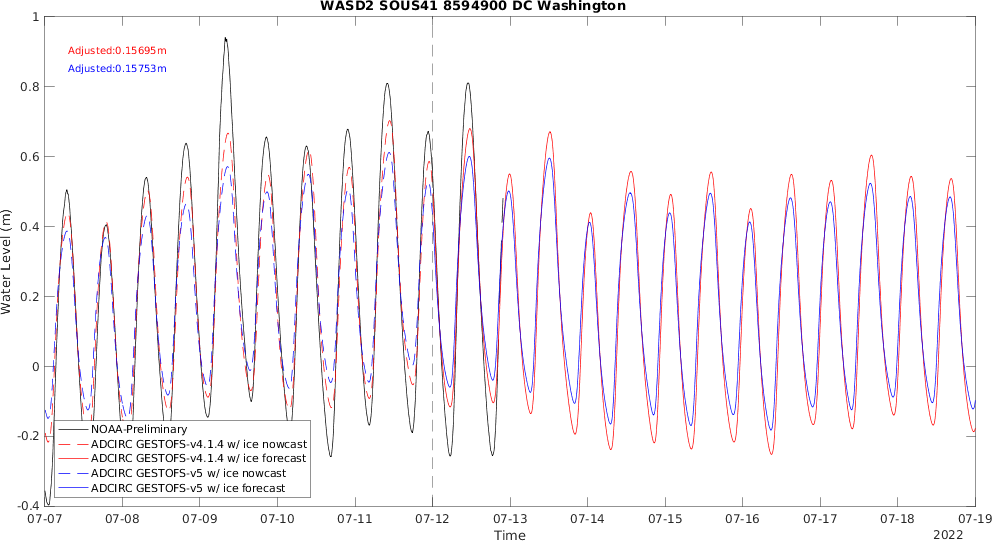 WASD2 SOUS41 8594900 DC Washington
Adjusted:0.15695m
Adjusted:0.15753m
Water Level (m)
1
0.8
0.6
0.4
0.2
0
-0.2
-0.4
NOAA-Preliminary
ADCIRC GESTOFS-v4.1.4 w/ ice nowcast
ADCIRC GESTOFS-v4.1.4 w/ ice forecast
ADCIRC GESTOFS-v5 w/ ice nowcast
ADCIRC GESTOFS-v5 w/ ice forecast
07-07 07-08 07-09 07-10 07-11 07-12 07-13 07-14 07-15 07-16 07-17 07-18 07-19
Time
2022